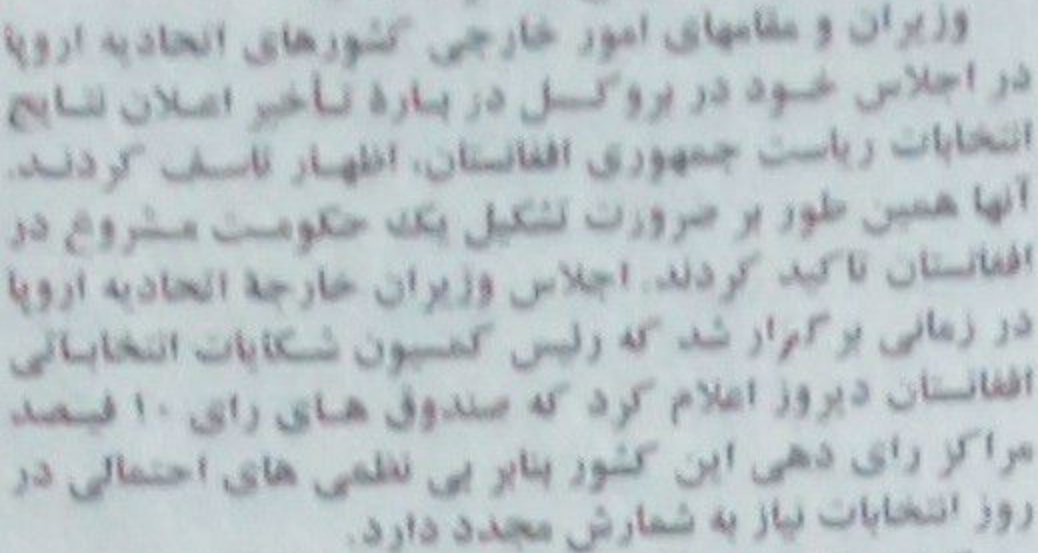 وزیران و مقامهای امور خارجی کشورهای اتحادیه اروپا
در اجلاس خود در بروکسل در باره تأخیر اعلان نتایج
انتخابات ریاست جمهوری افغانستان، اظهار تاسف کردند.
آنها همین طور بر ضرورت تشکیل یک حکومت مشروع در
افغانستان تاکید کردند. اجلاس وزیران خارجۀ اتحادیه اروپا
در زمانی برگزار شد که رئیس کمسیون شکایات انتخاباتی
افغانستان دیروز اعلام کرد که صندوق های رای ۱۰ فیصد
مراکز رای دهی این کشور بنابر بی نظمی های احتمالی در
روز انتخابات نیاز به شمارش مجدد دارد.